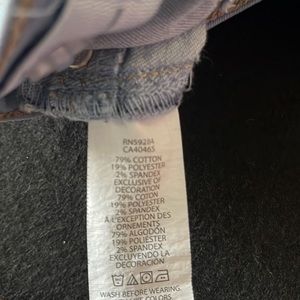 RN59284
CA40465
79% COTTON
19% POLYESTER
2% SPANDEX
EXCLUSIVE OF
DECORATION
79% COTON
19% POLYESTER
2% SPANDEX
À L'EXCEPTION DES
ORNEMENTS
79% ALGODÓN
19% POLIÉSTER
2% SPANDEX
EXCLUYENDO LA
DECORACIÓN
WASH BEFORE WEARING.
COLORS